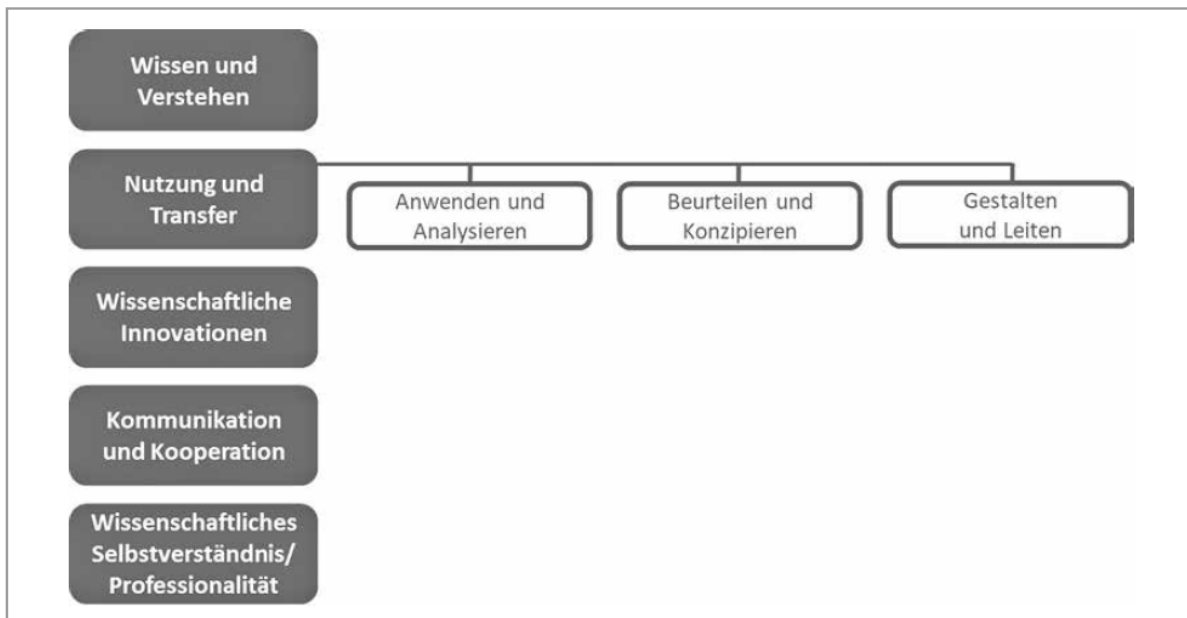 Wissen und
Verstehen
Nutzung und
Transfer
Anwenden und
Analysieren
Beurteilen und
Konzipieren
Gestalten
und Leiten
Wissenschaftliche
Innovationen
Kommunikation
und Kooperation
Wissenschaftliches
Selbstverständnis/
Professionalität